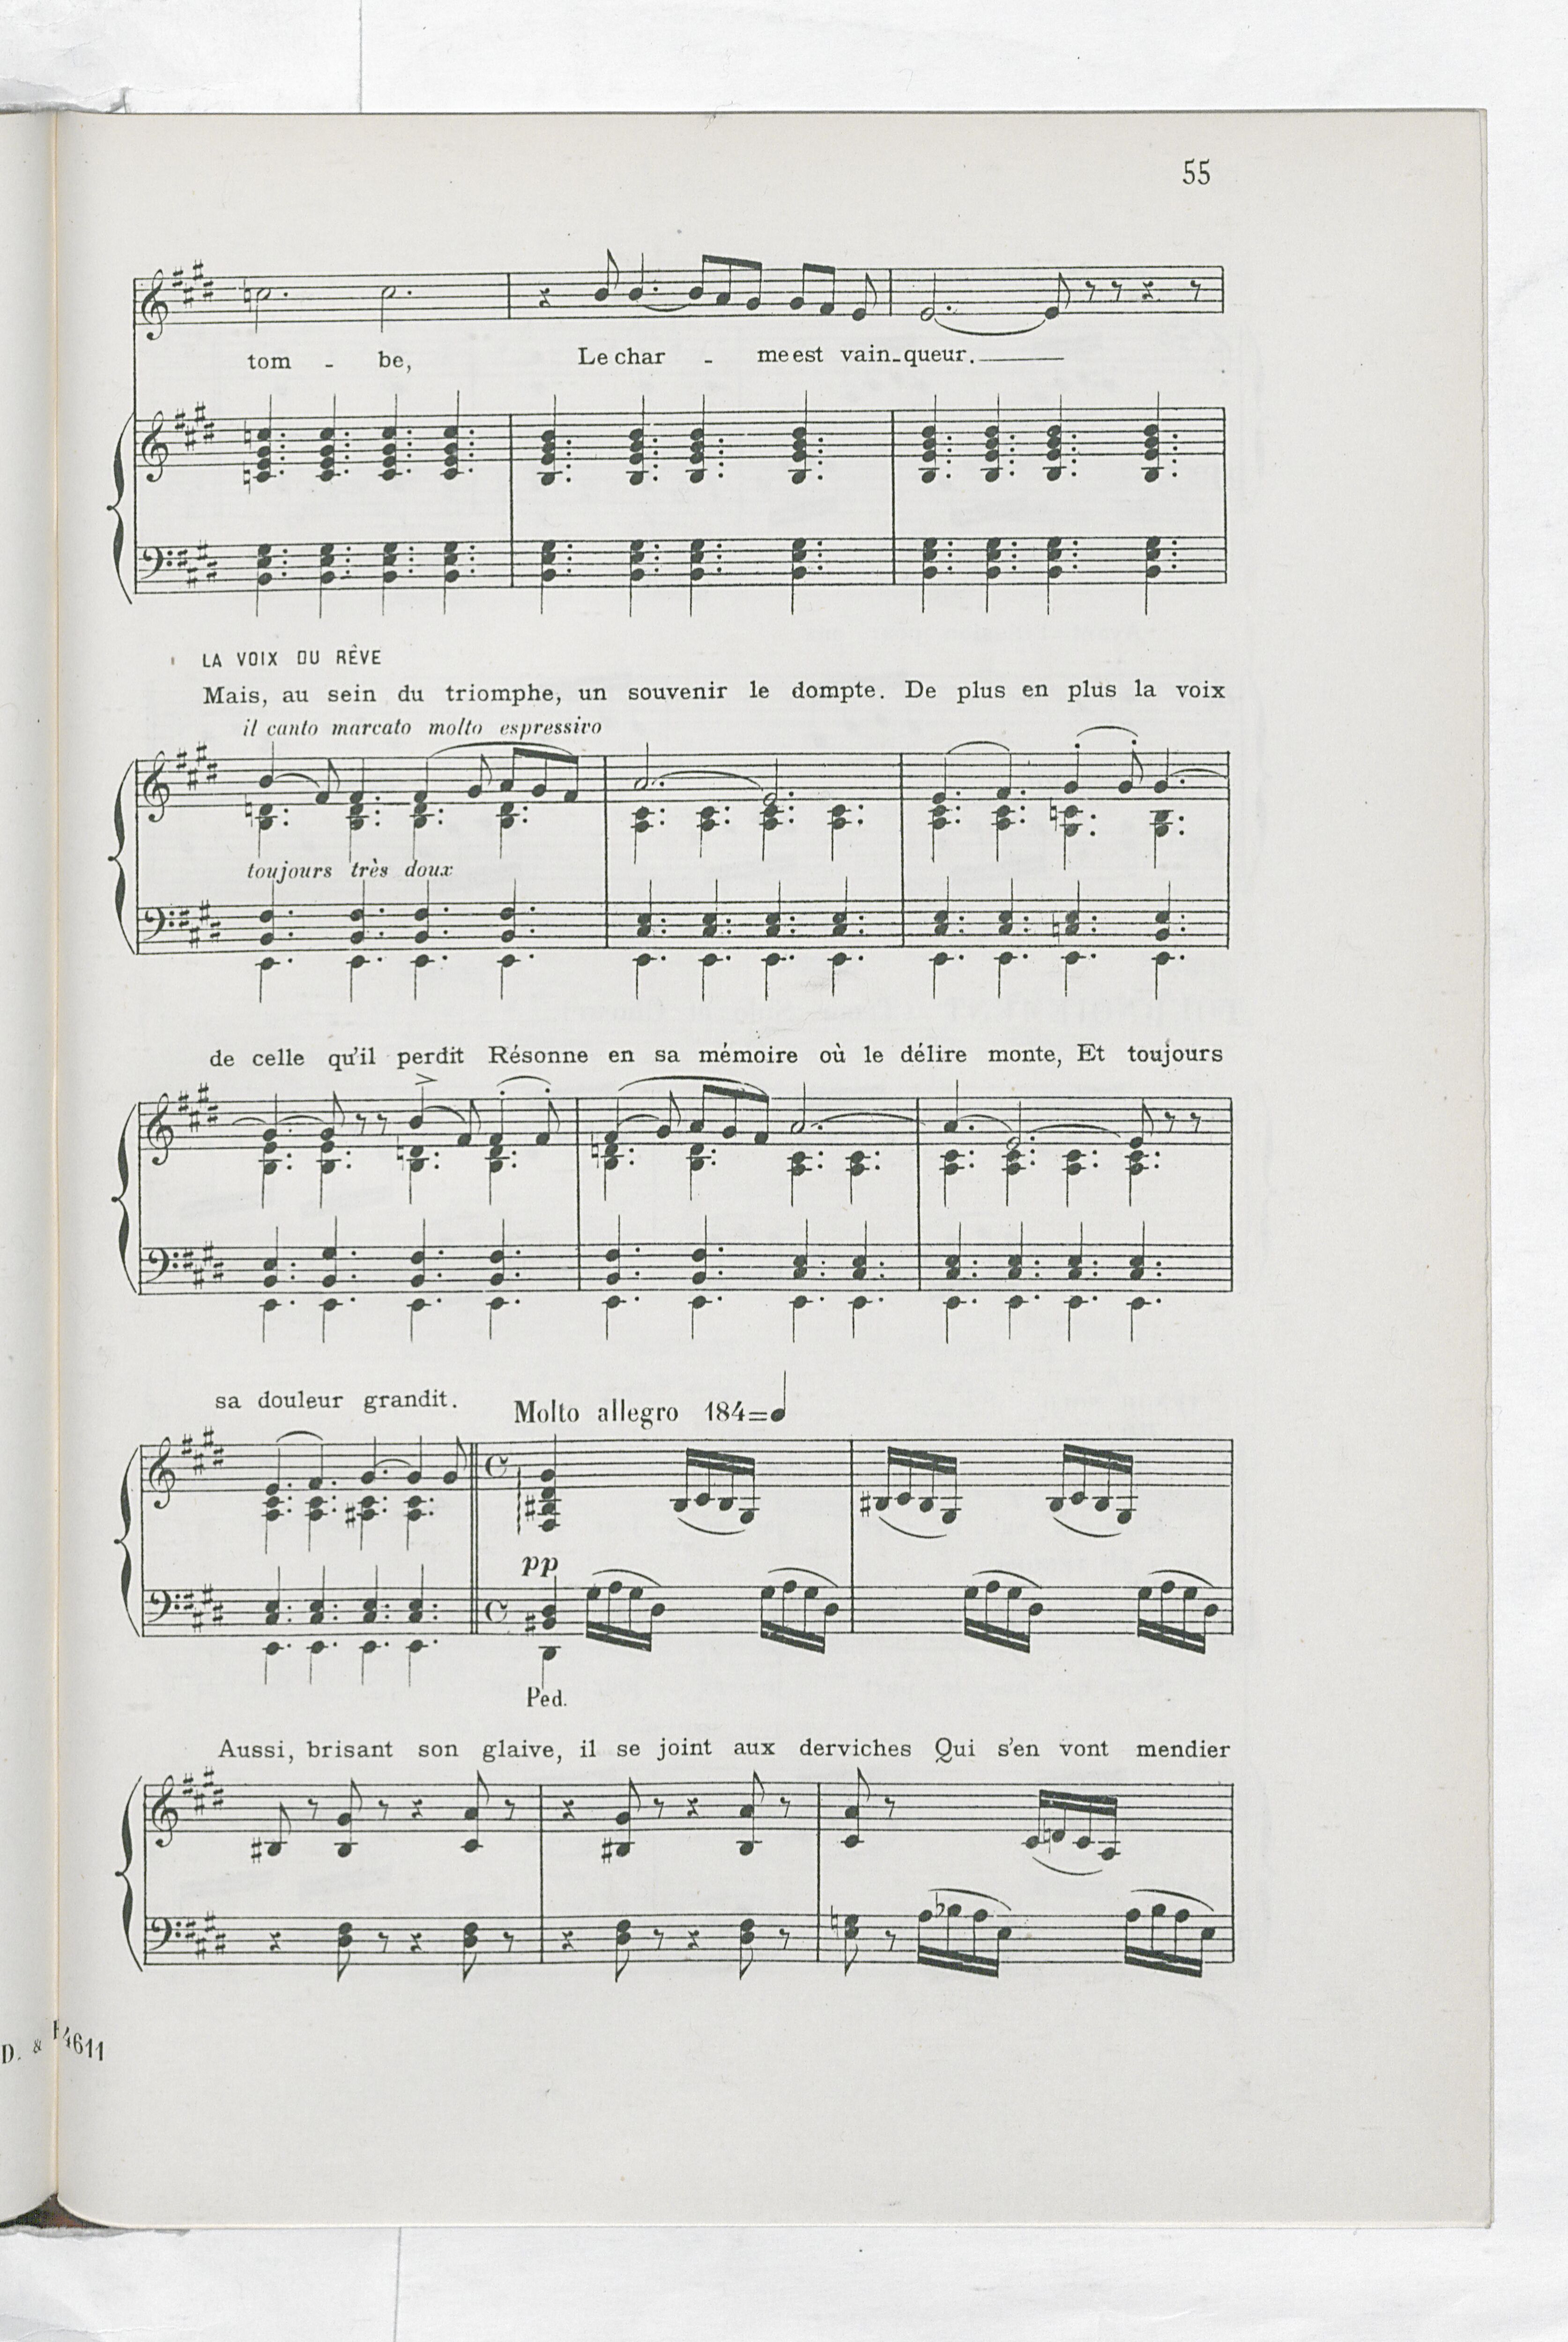 55
tom - be, Le char - me est vain-queur.
LA VOIX DU RÊVE
Mais, au sein du triomphe, un souvenir le dompte. De plus en plus la voix
il canto marcato molto espressivo
toujours très doux
de celle qu'il perdit Résonne en sa mémoire où le délire monte, Et toujours
sa douleur grandit. Molto allegro 184=
pp
Ped.
Aussi, brisant son glaive, il se joint aux derviches Qui s'en vont mendier
D. & F 4611